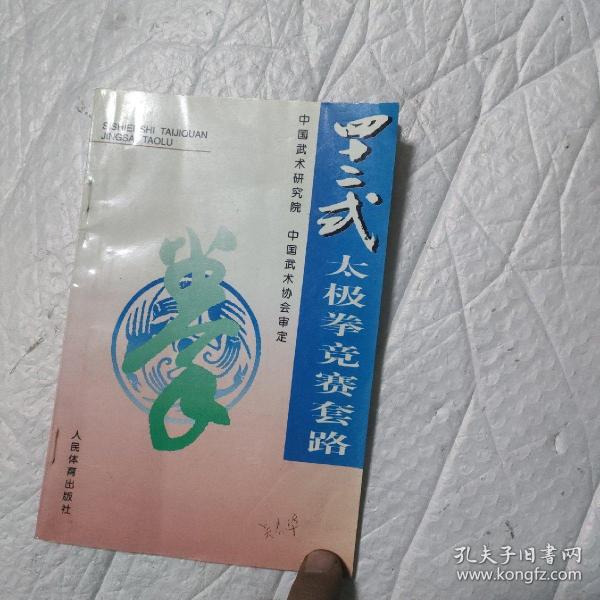 SISHIERSHI TAIJIQUAN
JINGSAI TAOLU
四十二式
太极拳竞赛套路
中国武术研究院 中国武术协会审定
拳
人民体育出版社
孔夫子旧书网
www.kongfz.com